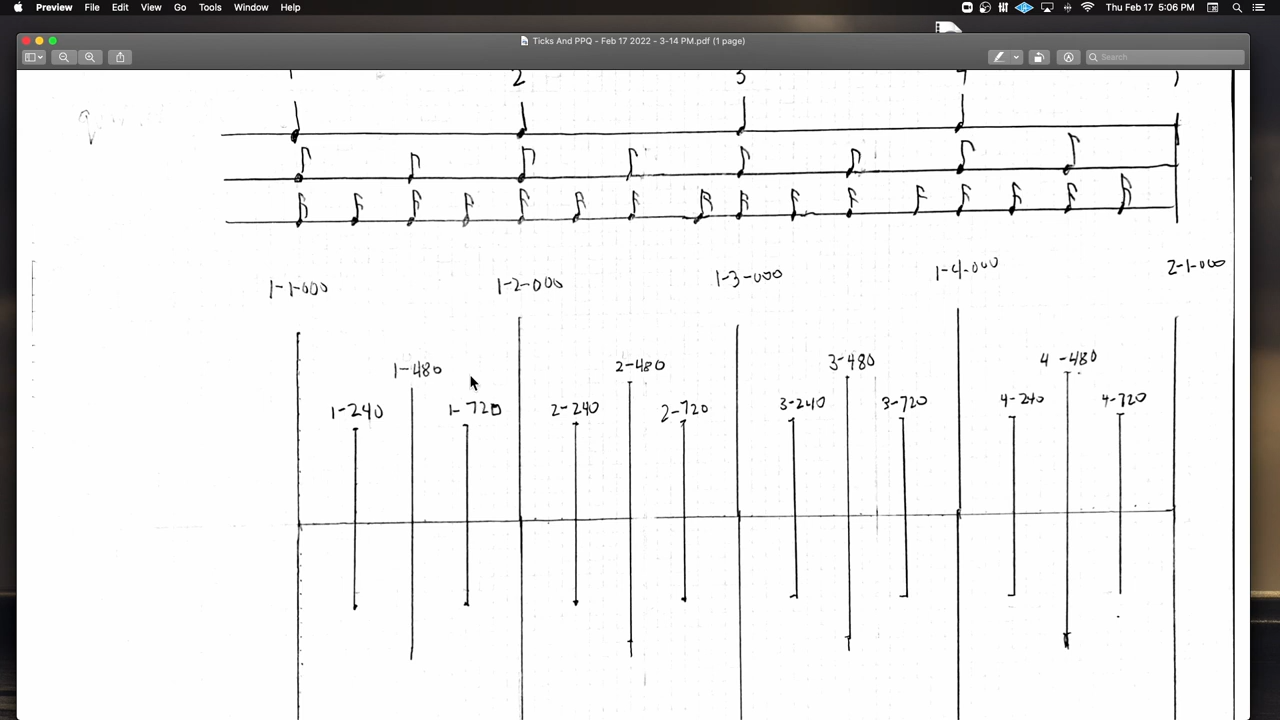 Preview File Edit View Go Tools Window Help Thu Feb 17 5:06 PM
Ticks And PPQ - Feb 17 2022 - 3-14 PM.pdf (1 page)
Search
1 2 3 4 1
1-1-000 1-2-000 1-3-000 1-4-000 2-1-000
1-480 2-480 3-480 4-480
1-240 1-720 2-240 2-720 3-240 3-720 4-240 4-720